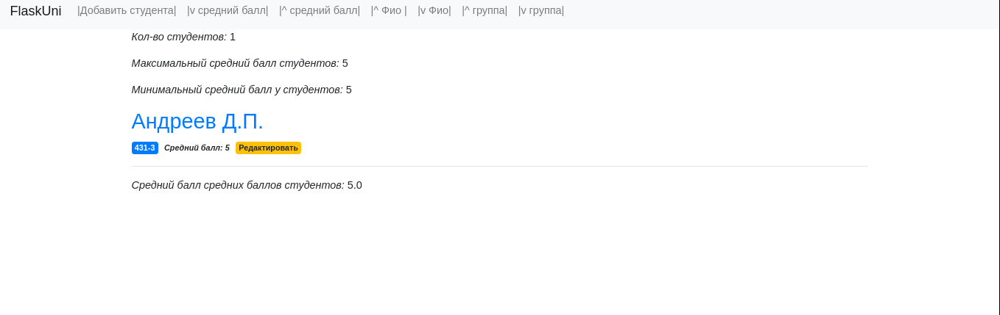 FlaskUni |Добавить студента| |v средний балл| |^ средний балл| |^ Фио | |v Фио| |^ группа| |v группа|
Кол-во студентов: 1
Максимальный средний балл студентов: 5
Минимальный средний балл у студентов: 5
Андреев Д.П.
431-3 Средний балл: 5 Редактировать
Средний балл средних баллов студентов: 5.0